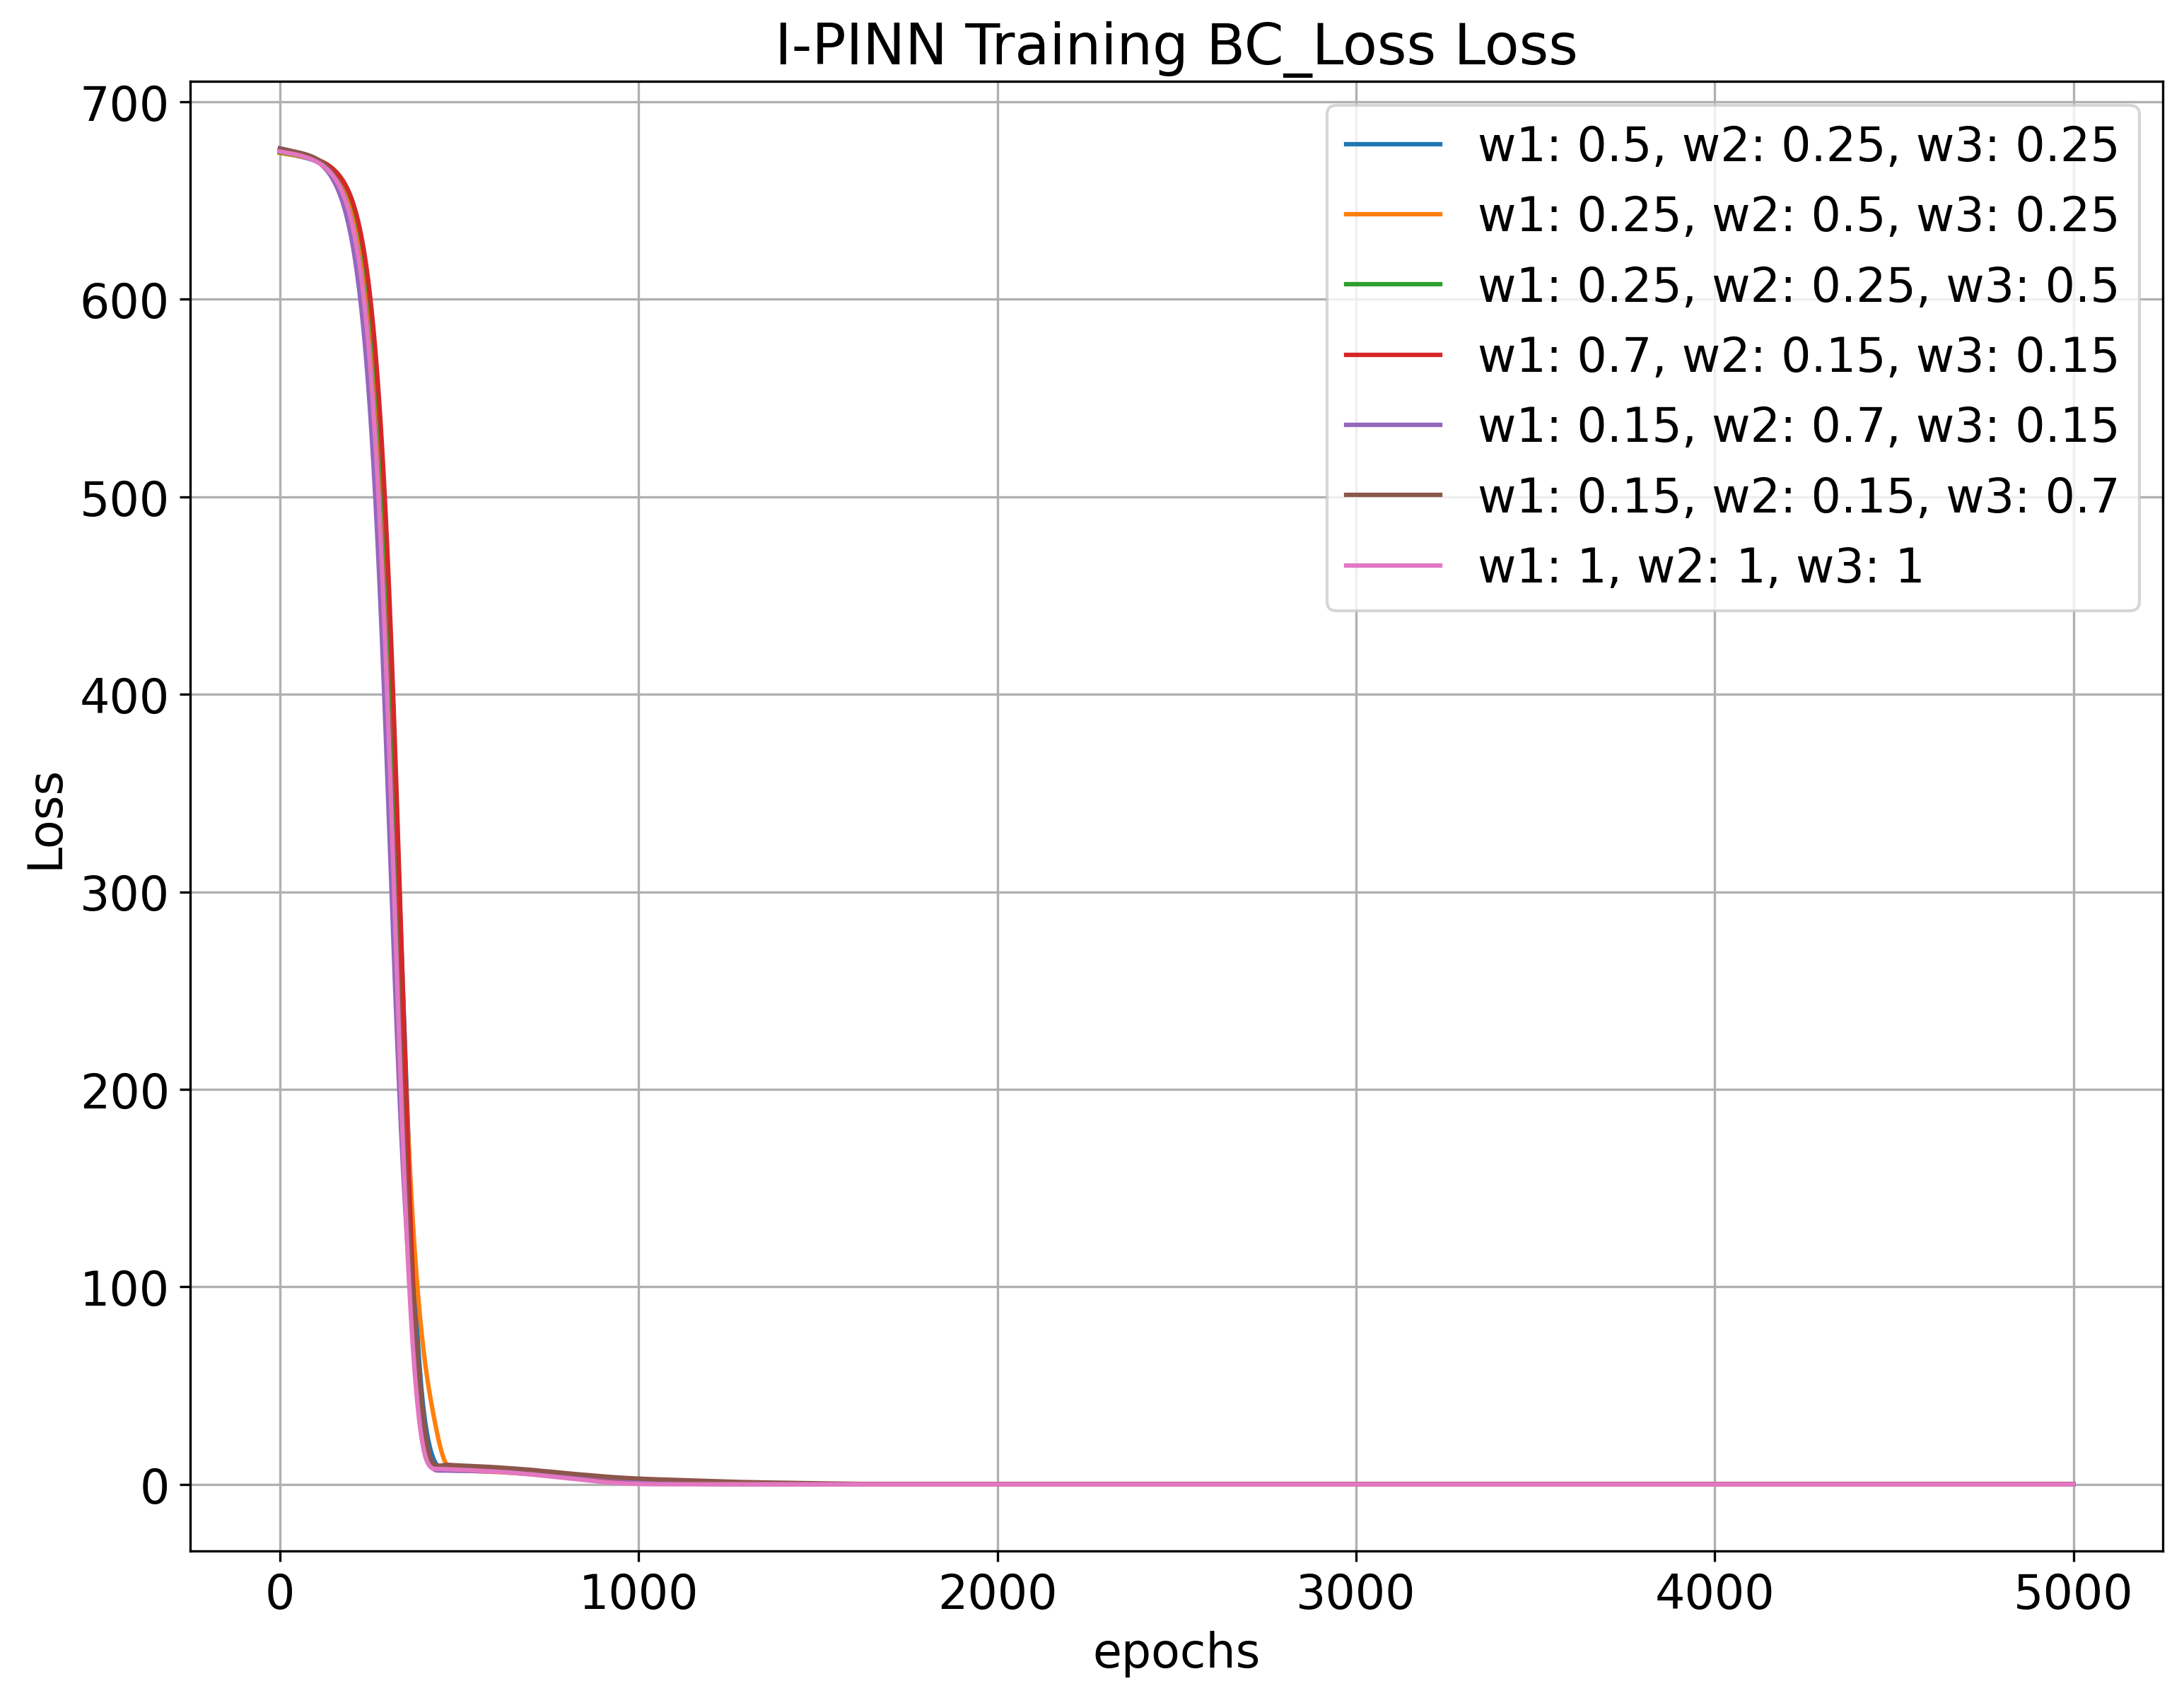 I-PINN Training BC_Loss Loss
700
600
500
400
300
200
100
0
Loss
w1: 0.5, w2: 0.25, w3: 0.25
w1: 0.25, w2: 0.5, w3: 0.25
w1: 0.25, w2: 0.25, w3: 0.5
w1: 0.7, w2: 0.15, w3: 0.15
w1: 0.15, w2: 0.7, w3: 0.15
w1: 0.15, w2: 0.15, w3: 0.7
w1: 1, w2: 1, w3: 1
0 1000 2000 3000 4000 5000
epochs